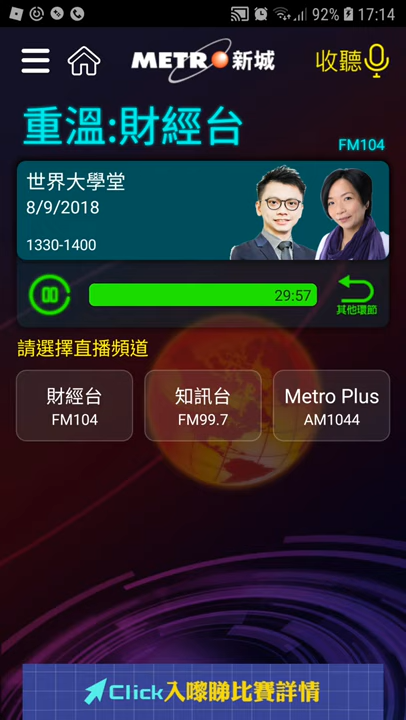 92% 17:14
METRO新城
收聽
重溫:財經台
FM104
世界大學堂
8/9/2018
1330-1400
29:57
其他環節
請選擇直播頻道
財經台
FM104
知訊台
FM99.7
Metro Plus
AM1044
Click入嚟睇比賽詳情